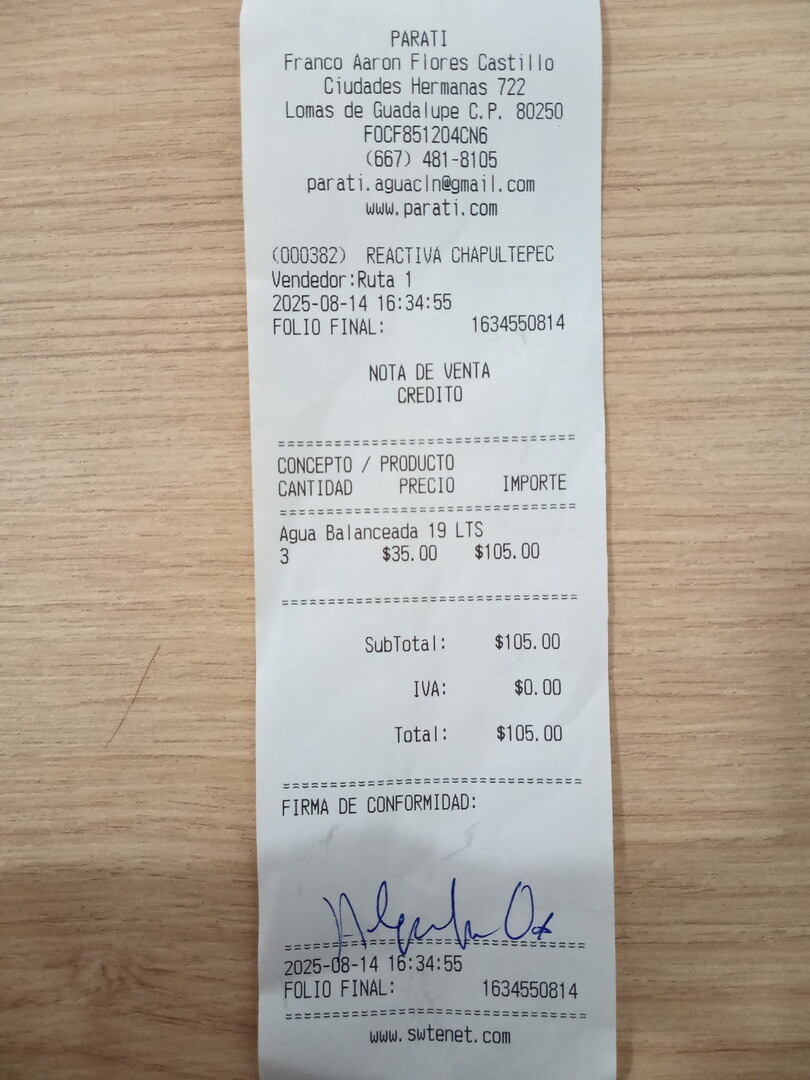 PARATI
Franco Aaron Flores Castillo
Ciudades Hermanas 722
Lomas de Guadalupe C.P. 80250
FOCF851204CN6
(667) 481-8105
parati.aguacln@gmail.com
www.parati.com
(000382) REACTIVA CHAPULTEPEC
Vendedor:Ruta 1
2025-08-14 16:34:55
FOLIO FINAL: 1634550814
NOTA DE VENTA
CREDITO
================================
CONCEPTO / PRODUCTO
CANTIDAD PRECIO IMPORTE
================================
Agua Balanceada 19 LTS
3 $35.00 $105.00
================================
SubTotal: $105.00
IVA: $0.00
Total: $105.00
================================
FIRMA DE CONFORMIDAD:
================================
2025-08-14 16:34:55
FOLIO FINAL: 1634550814
================================
www.swtenet.com